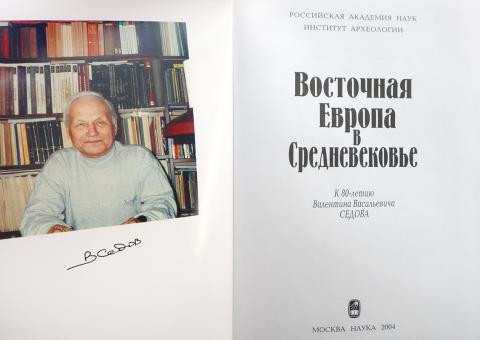 В Седов
РОССИЙСКАЯ АКАДЕМИЯ НАУК
ИНСТИТУТ АРХЕОЛОГИИ
Восточная
Европа
в
Средневековье
К 80-летию
Валентина Васильевича
СЕДОВА
МОСКВА НАУКА 2004